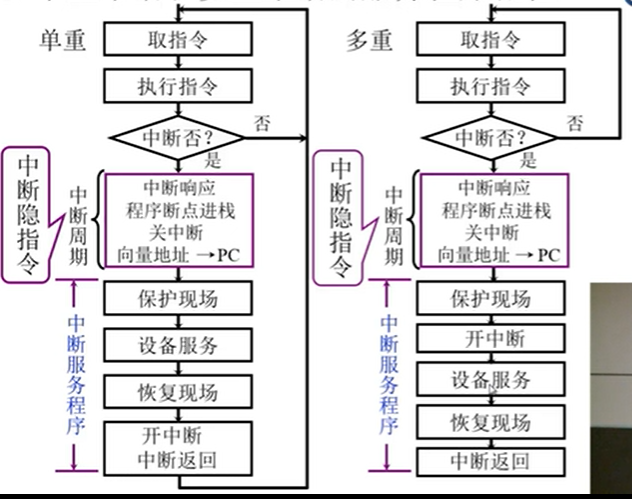 单重
取指令
执行指令
中断否？
否
是
中断隐指令
中断周期
中断响应
程序断点进栈
关中断
向量地址 → PC
中断服务程序
保护现场
设备服务
恢复现场
开中断
中断返回
多重
取指令
执行指令
中断否？
否
是
中断隐指令
中断周期
中断响应
程序断点进栈
关中断
向量地址 → PC
中断服务程序
保护现场
开中断
设备服务
恢复现场
中断返回